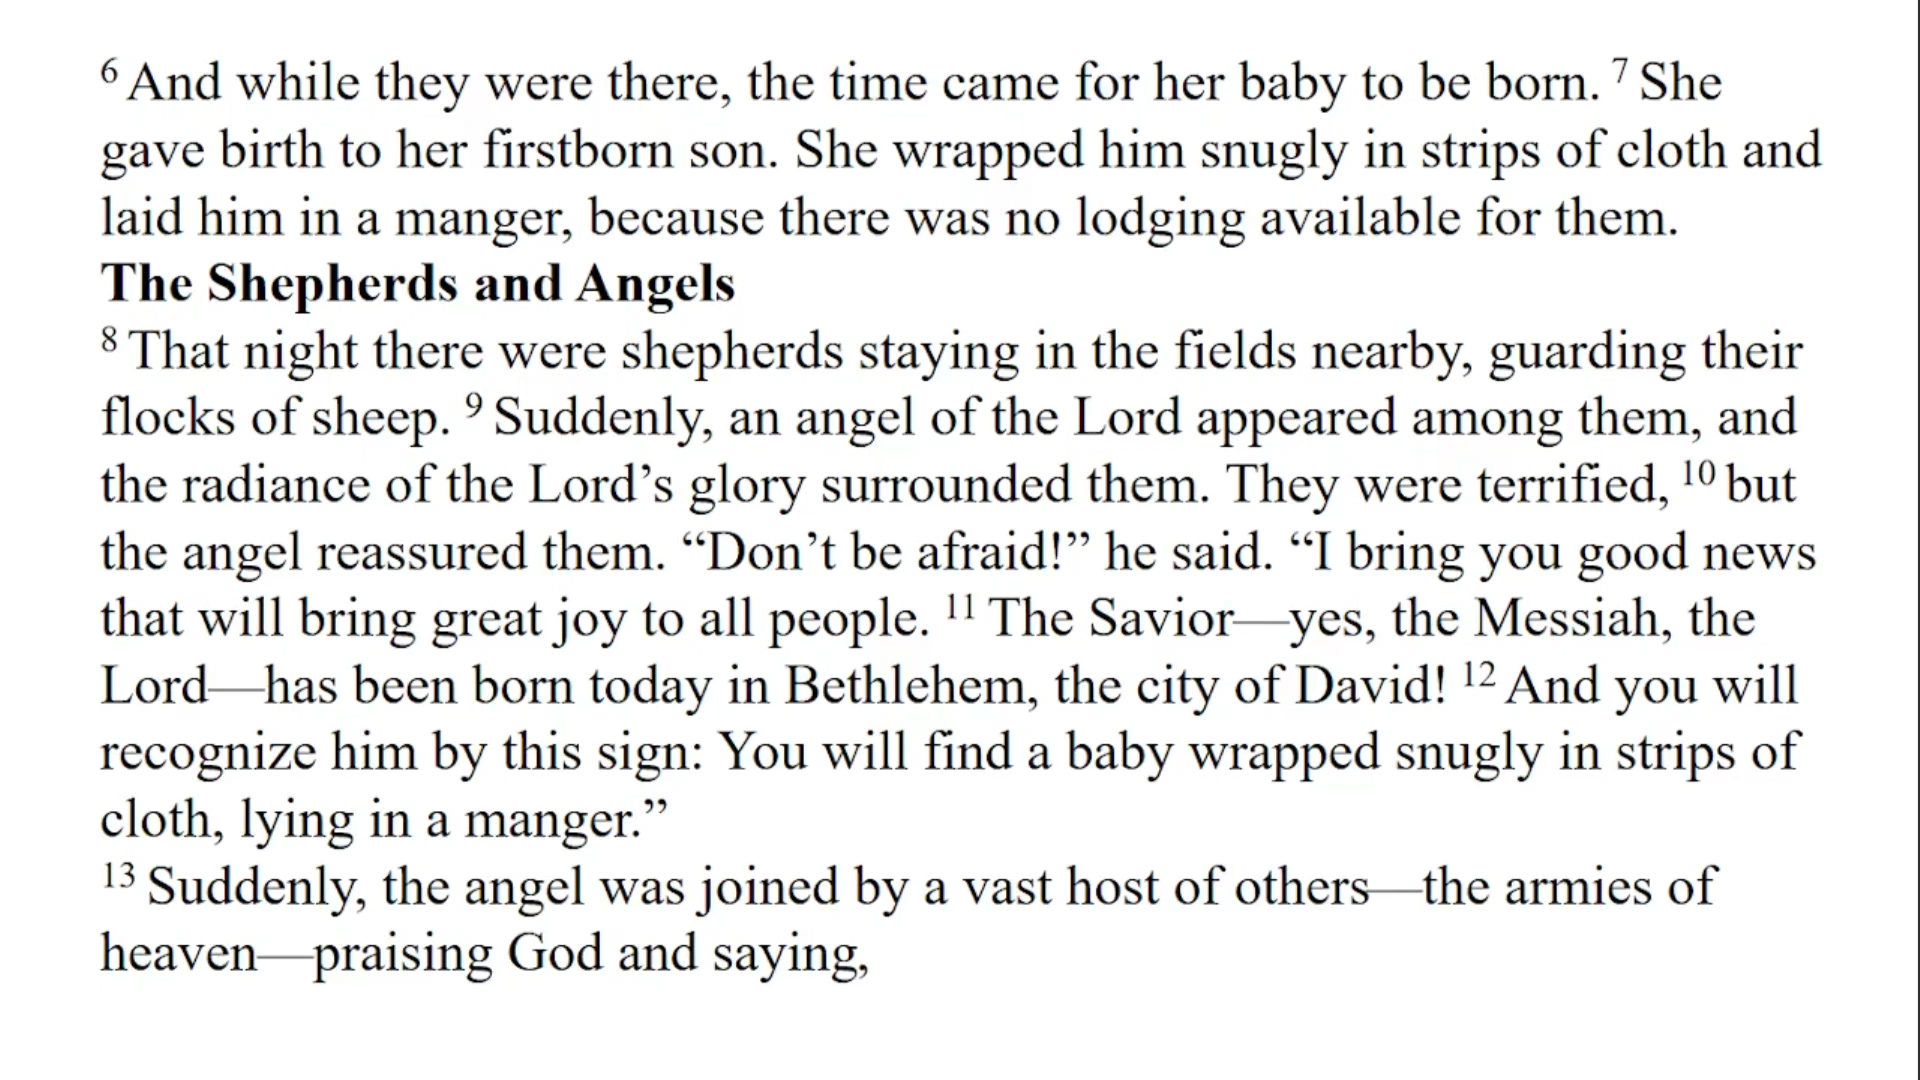 6 And while they were there, the time came for her baby to be born. 7 She
gave birth to her firstborn son. She wrapped him snugly in strips of cloth and
laid him in a manger, because there was no lodging available for them.
The Shepherds and Angels
8 That night there were shepherds staying in the fields nearby, guarding their
flocks of sheep. 9 Suddenly, an angel of the Lord appeared among them, and
the radiance of the Lord’s glory surrounded them. They were terrified, 10 but
the angel reassured them. “Don’t be afraid!” he said. “I bring you good news
that will bring great joy to all people. 11 The Savior—yes, the Messiah, the
Lord—has been born today in Bethlehem, the city of David! 12 And you will
recognize him by this sign: You will find a baby wrapped snugly in strips of
cloth, lying in a manger.”
13 Suddenly, the angel was joined by a vast host of others—the armies of
heaven—praising God and saying,